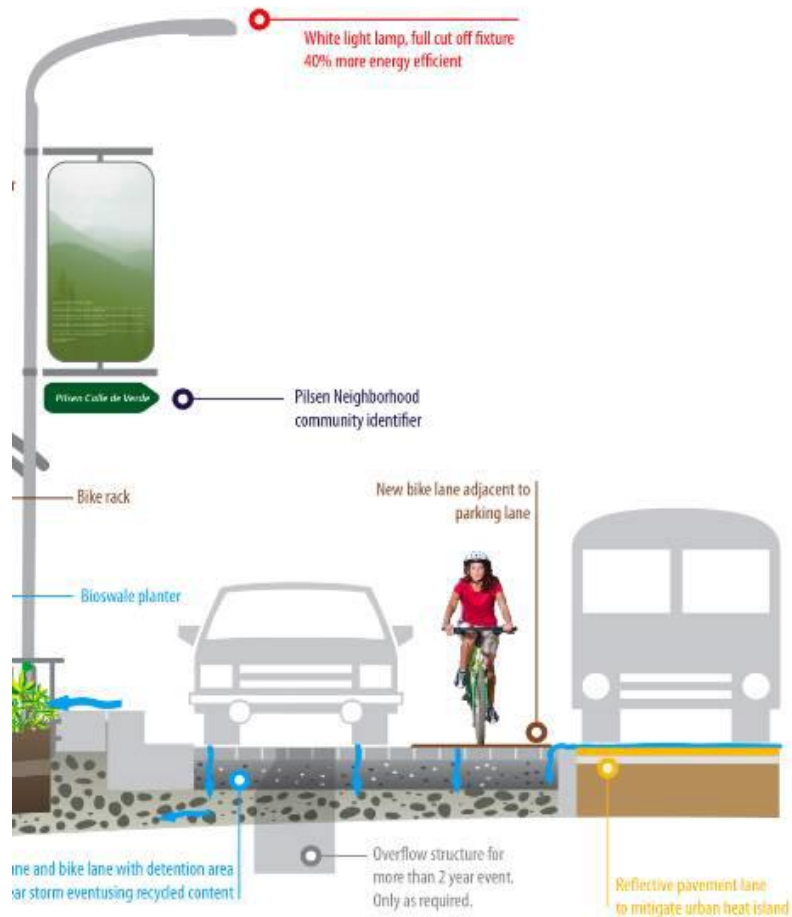 White light lamp, full cut off fixture
40% more energy efficient
Pilsen Calle de Verde
Pilsen Neighborhood
community identifier
Bike rack
New bike lane adjacent to
parking lane
Bioswale planter
and bike lane with detention area
storm eventusing recycled content
Overflow structure for
more than 2 year event.
Only as required.
Reflective pavement lane
to mitigate urban heat island